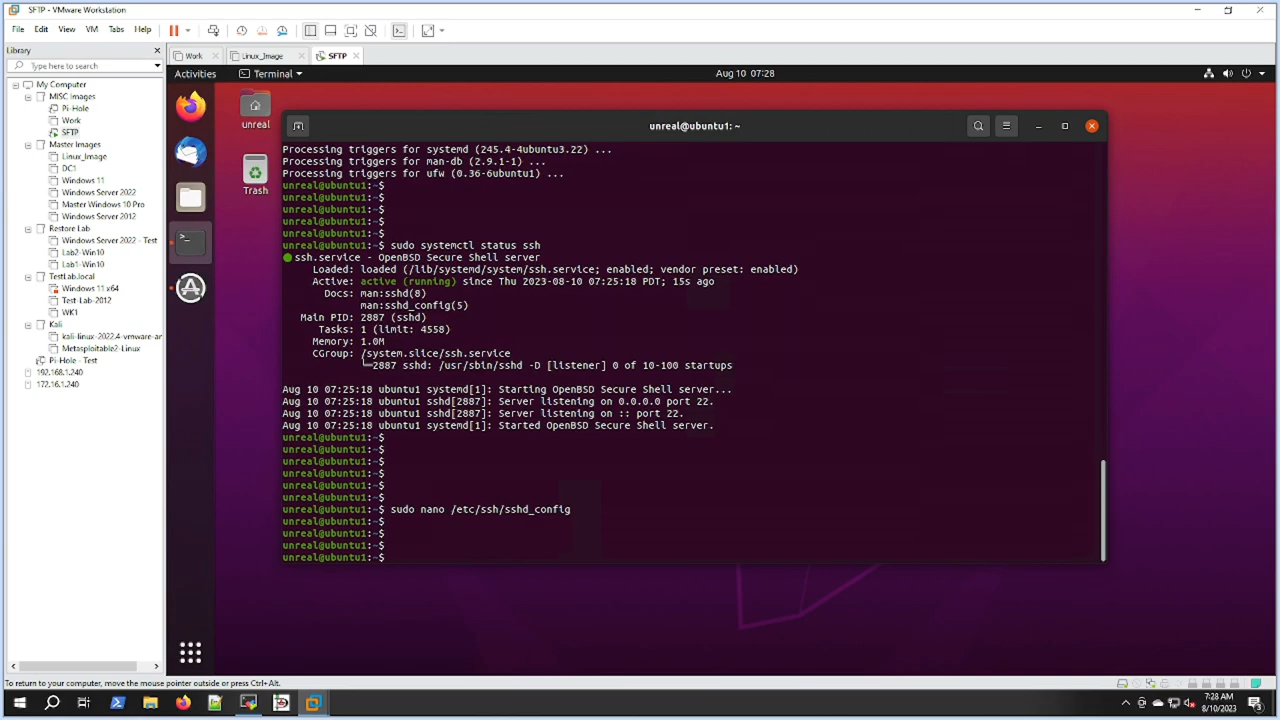 SFTP - VMware Workstation
File Edit View VM Tabs Help
Library
Type here to search
My Computer
MISC Images
Pi-Hole
Work
SFTP
Master Images
Linux_Image
DC1
Windows 11
Windows Server 2022
Master Windows 10 Pro
Windows Server 2012
Restore Lab
Windows Server 2022 - Test
Lab2-Win10
Lab1-Win10
TestLab.local
Windows 11 x64
Test-Lab-2012
WK1
Kali
kali-linux-2022.4-vmware-ar
Metasploitable2-Linux
Pi-Hole - Test
192.168.1.240
172.16.1.240
Work Linux_Image SFTP
Activities Terminal Aug 10 07:28
unreal
Trash
unreal@ubuntu1: ~
Processing triggers for systemd (245.4-4ubuntu3.22) ...
Processing triggers for man-db (2.9.1-1) ...
Processing triggers for ufw (0.36-6ubuntu1) ...
unreal@ubuntu1:~$
unreal@ubuntu1:~$
unreal@ubuntu1:~$
unreal@ubuntu1:~$
unreal@ubuntu1:~$
unreal@ubuntu1:~$ sudo systemctl status ssh
ssh.service - OpenBSD Secure Shell server
Loaded: loaded (/lib/systemd/system/ssh.service; enabled; vendor preset: enabled)
Active: active (running) since Thu 2023-08-10 07:25:18 PDT; 15s ago
Docs: man:sshd(8)
man:sshd_config(5)
Main PID: 2887 (sshd)
Tasks: 1 (limit: 4558)
Memory: 1.0M
CGroup: /system.slice/ssh.service
└─2887 sshd: /usr/sbin/sshd -D [listener] 0 of 10-100 startups
Aug 10 07:25:18 ubuntu1 systemd[1]: Starting OpenBSD Secure Shell server...
Aug 10 07:25:18 ubuntu1 sshd[2887]: Server listening on 0.0.0.0 port 22.
Aug 10 07:25:18 ubuntu1 sshd[2887]: Server listening on :: port 22.
Aug 10 07:25:18 ubuntu1 systemd[1]: Started OpenBSD Secure Shell server.
unreal@ubuntu1:~$
unreal@ubuntu1:~$
unreal@ubuntu1:~$
unreal@ubuntu1:~$
unreal@ubuntu1:~$
unreal@ubuntu1:~$
unreal@ubuntu1:~$ sudo nano /etc/ssh/sshd_config
unreal@ubuntu1:~$
unreal@ubuntu1:~$
unreal@ubuntu1:~$
unreal@ubuntu1:~$
To return to your computer, move the mouse pointer outside or press Ctrl+Alt.
7:28 AM
8/10/2023